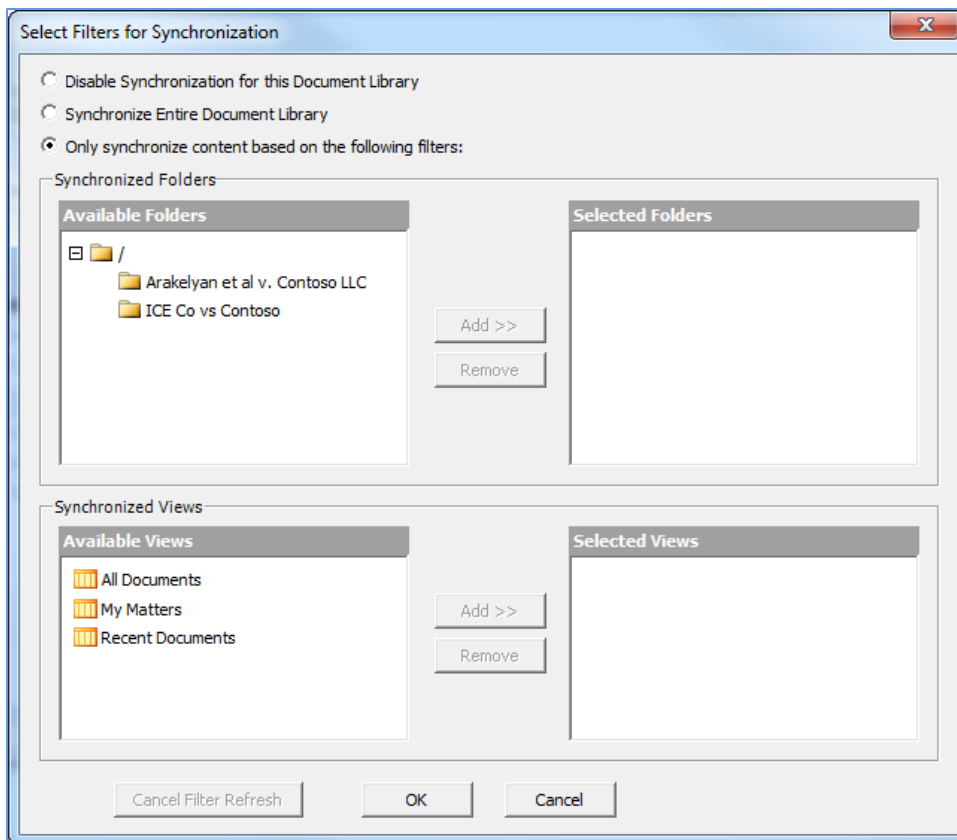 Select Filters for Synchronization
Disable Synchronization for this Document Library
Synchronize Entire Document Library
Only synchronize content based on the following filters:
Synchronized Folders
Available Folders
Selected Folders
/
Arakelyan et al v. Contoso LLC
ICE Co vs Contoso
Add >>
Remove
Synchronized Views
Available Views
Selected Views
All Documents
My Matters
Recent Documents
Add >>
Remove
Cancel Filter Refresh
OK
Cancel